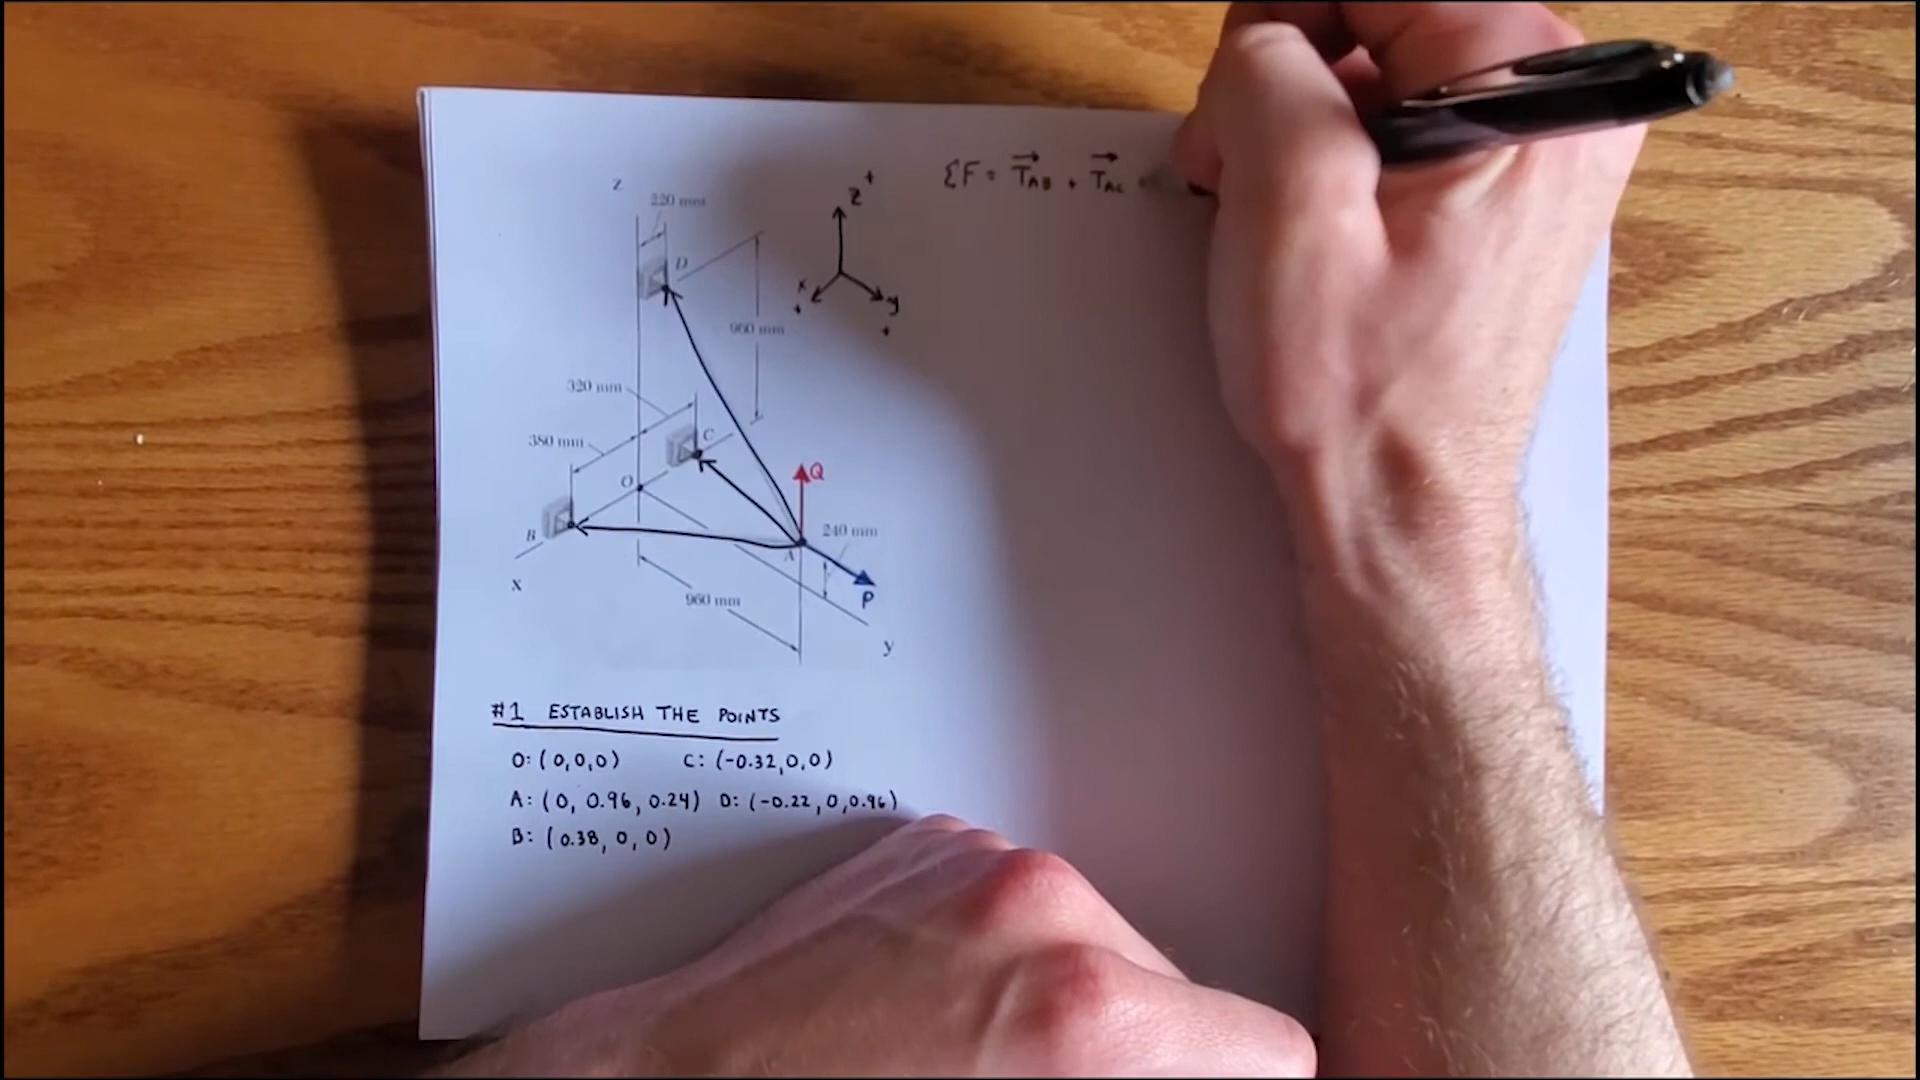 ΣF = T⃗AB + T⃗AC
z
220 mm
z +
D
x +
y +
960 mm
320 mm
C
380 mm
O
Q
B
A
240 mm
x
960 mm
P
y
#1 ESTABLISH THE POINTS
O: (0,0,0) C: (-0.32,0,0)
A: (0, 0.96, 0.24) D: (-0.22, 0, 0.96)
B: (0.38, 0, 0)